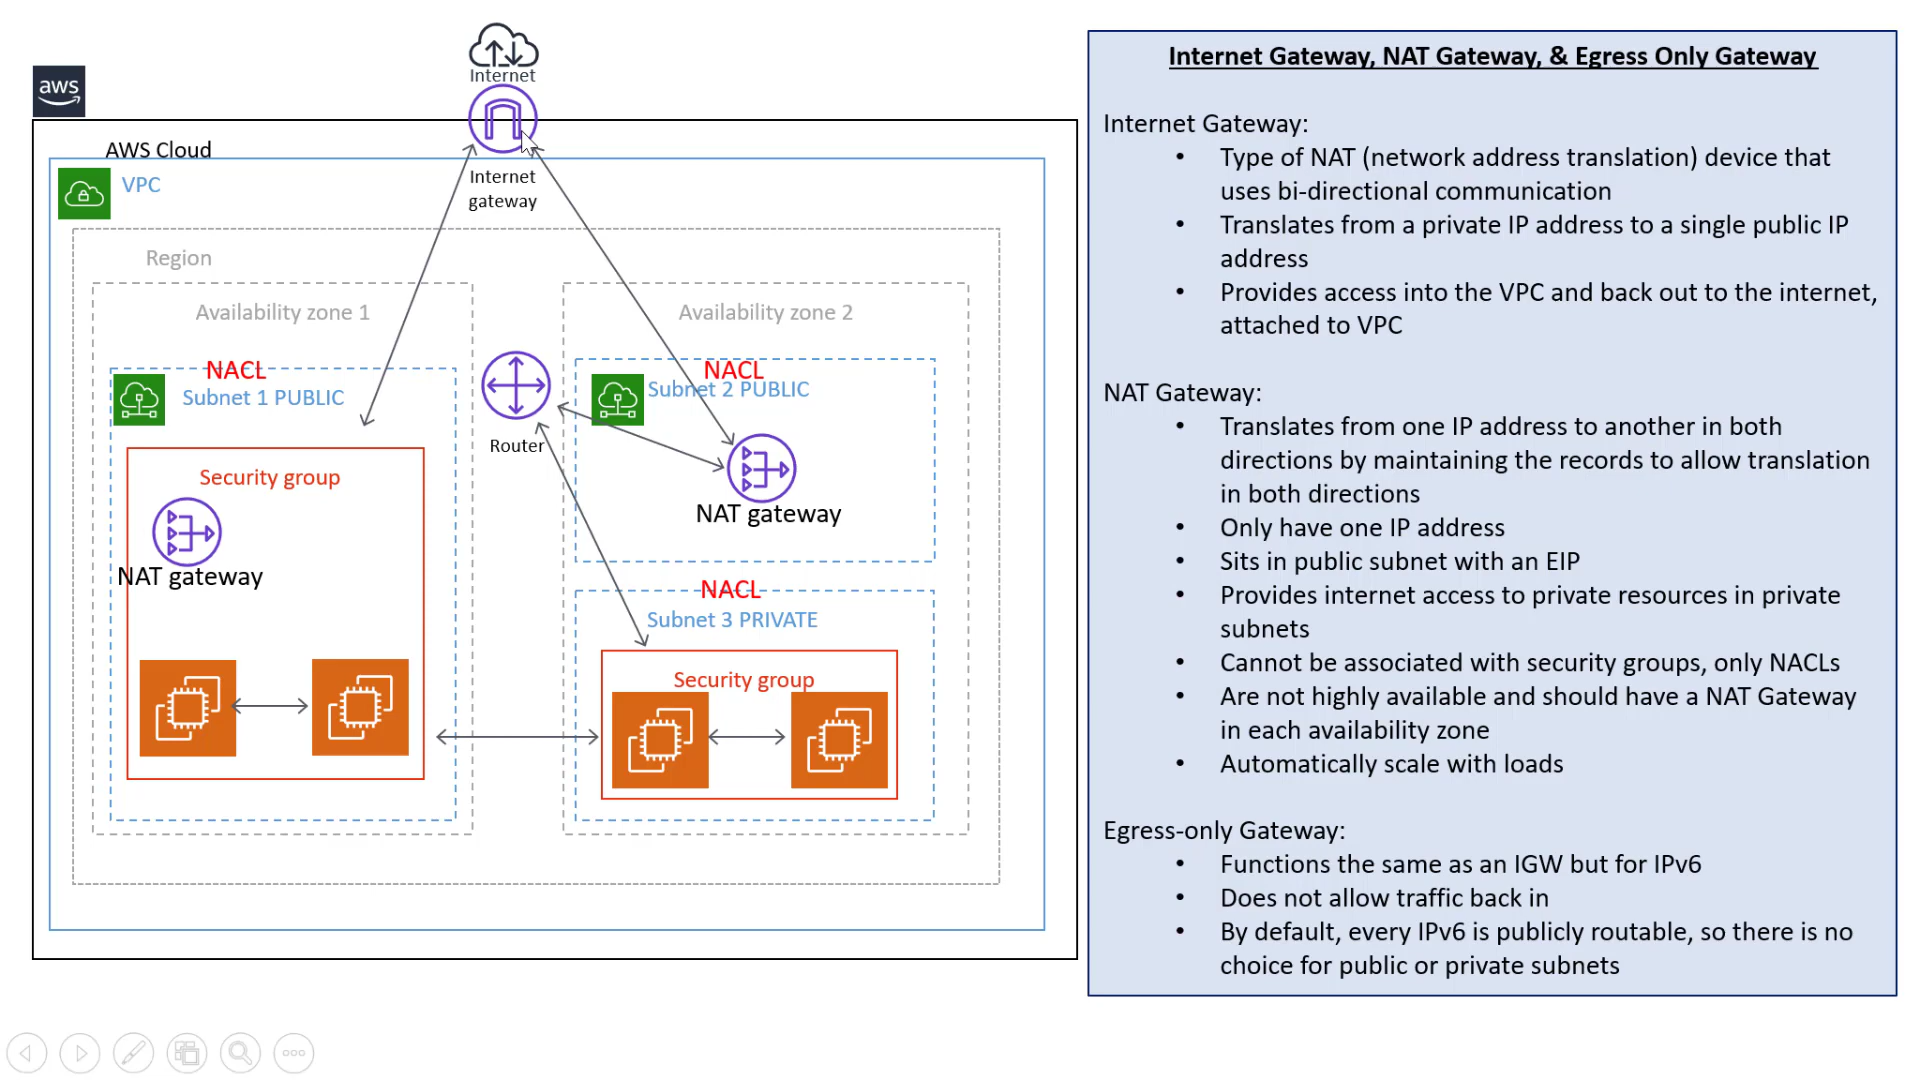 Internet
aws
AWS Cloud
VPC
Internet
gateway
Region
Availability zone 1
Availability zone 2
NACL
Subnet 1 PUBLIC
NACL
Subnet 2 PUBLIC
Router
Security group
NAT gateway
NAT gateway
NACL
Subnet 3 PRIVATE
Security group
Internet Gateway, NAT Gateway, & Egress Only Gateway
Internet Gateway:
• Type of NAT (network address translation) device that
uses bi-directional communication
• Translates from a private IP address to a single public IP
address
• Provides access into the VPC and back out to the internet,
attached to VPC
NAT Gateway:
• Translates from one IP address to another in both
directions by maintaining the records to allow translation
in both directions
• Only have one IP address
• Sits in public subnet with an EIP
• Provides internet access to private resources in private
subnets
• Cannot be associated with security groups, only NACLs
• Are not highly available and should have a NAT Gateway
in each availability zone
• Automatically scale with loads
Egress-only Gateway:
• Functions the same as an IGW but for IPv6
• Does not allow traffic back in
• By default, every IPv6 is publicly routable, so there is no
choice for public or private subnets